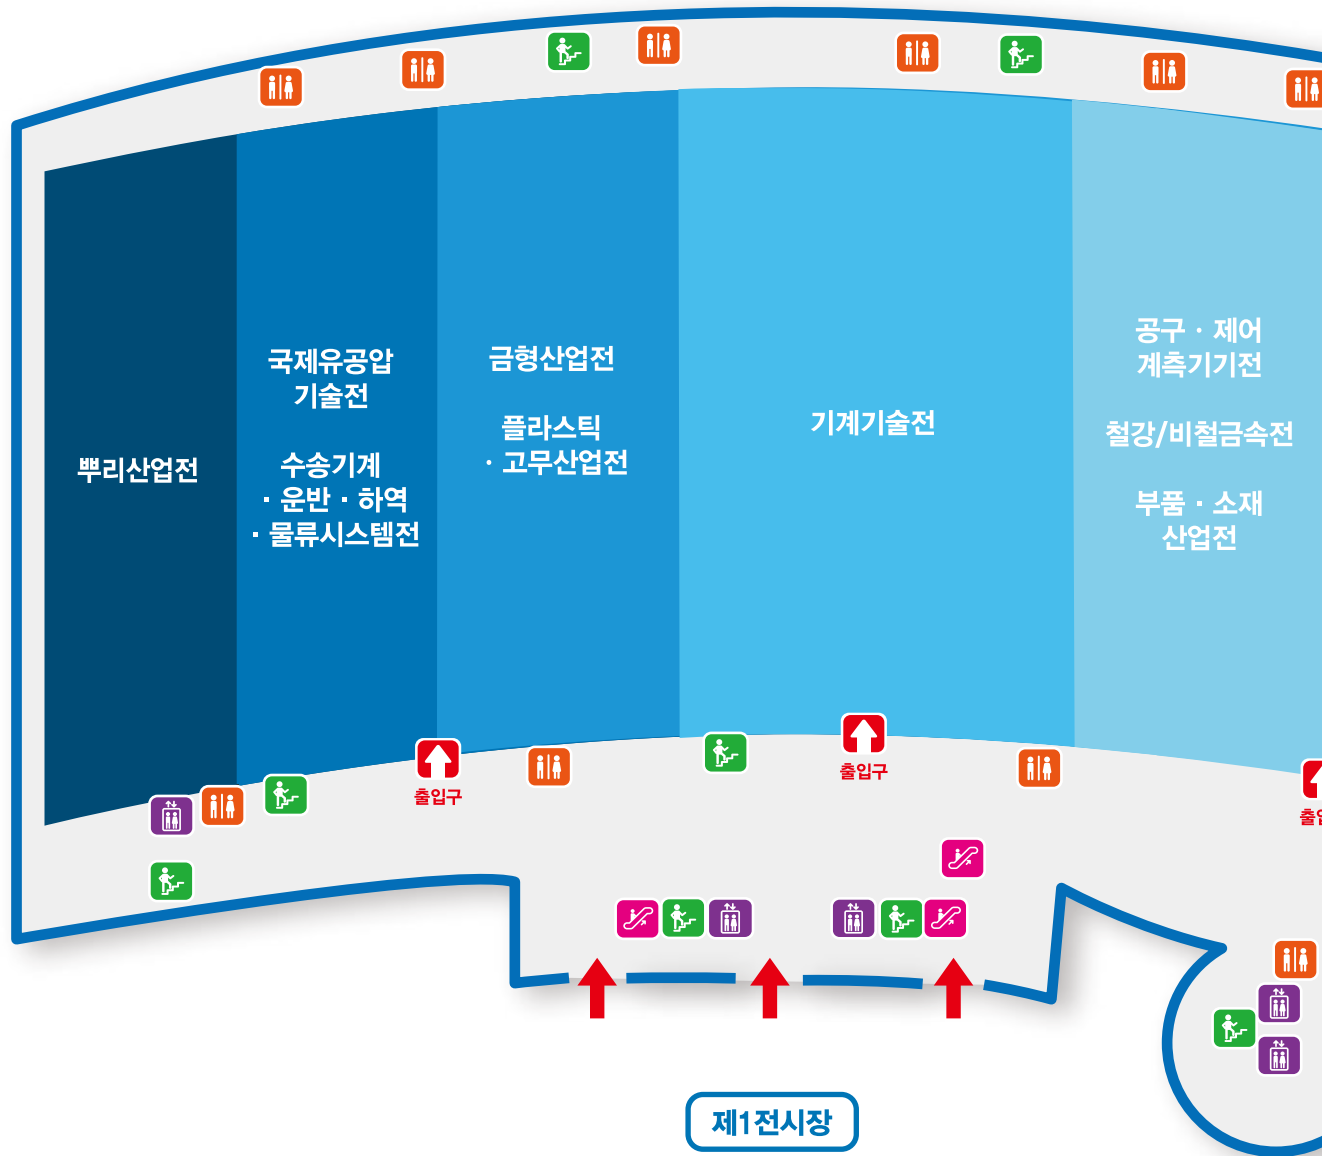 뿌리산업전
국제유공압
기술전
수송기계
· 운반 · 하역
· 물류시스템전
금형산업전
플라스틱
· 고무산업전
기계기술전
공구 · 제어
계측기기전
철강/비철금속전
부품 · 소재
산업전
출입구
출입구
제1전시장